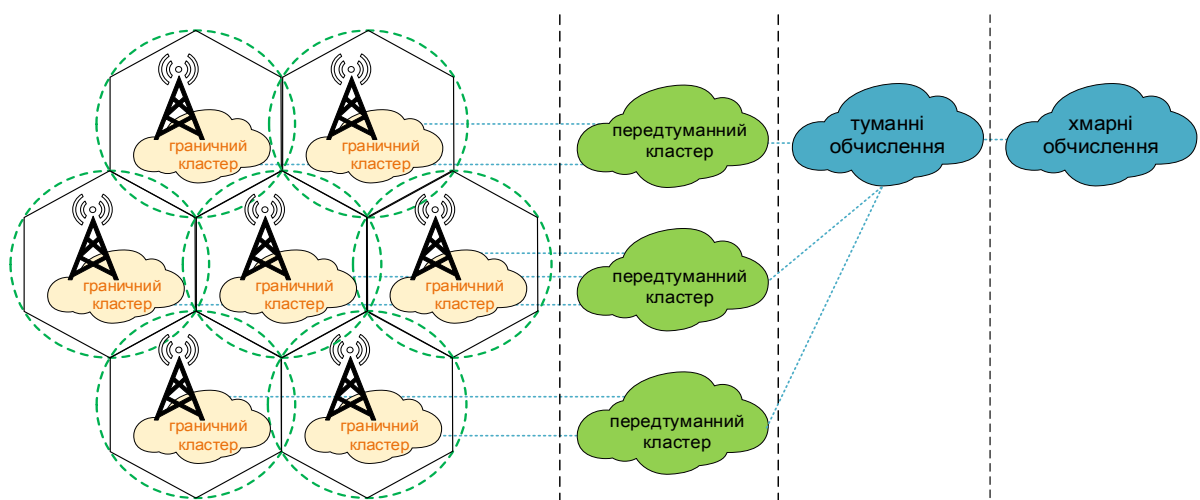 граничний
кластер
граничний
кластер
передтуманний
кластер
туманні
обчислення
хмарні
обчислення
граничний
кластер
граничний
кластер
граничний
кластер
передтуманний
кластер
граничний
кластер
граничний
кластер
передтуманний
кластер